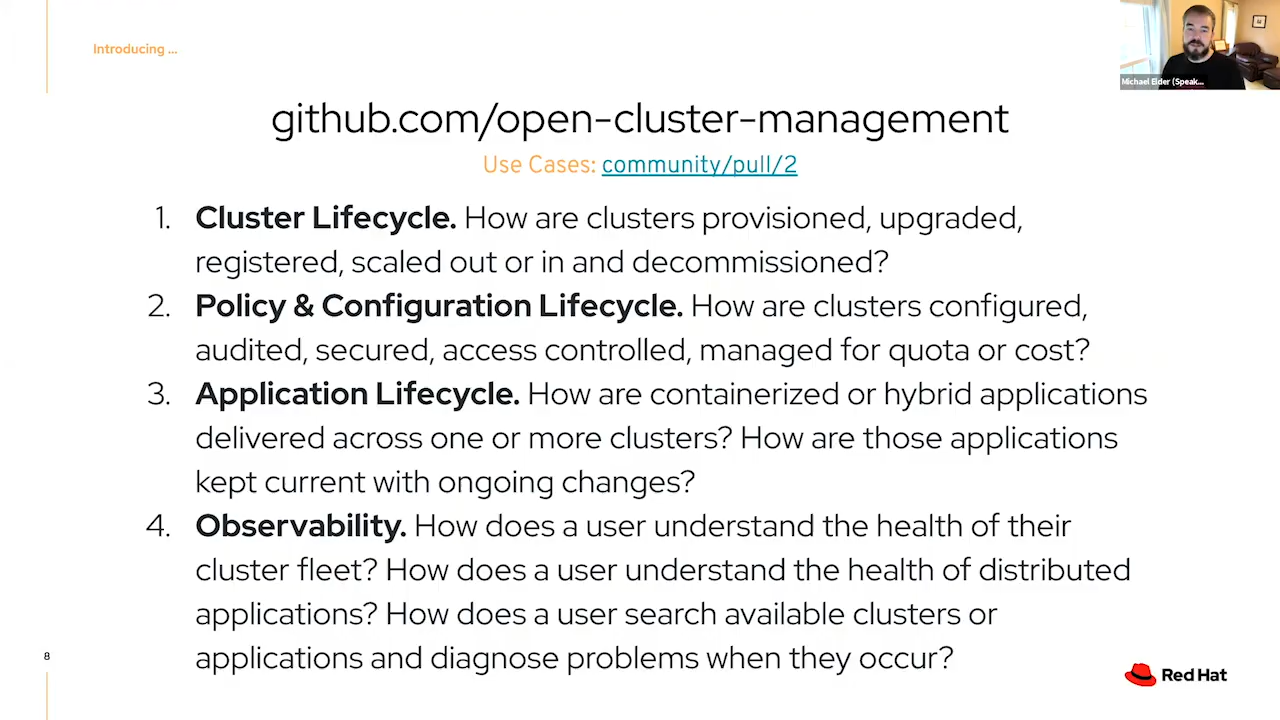 Introducing ...
Michael Elder (Speak...
github.com/open-cluster-management
Use Cases: community/pull/2
1. Cluster Lifecycle. How are clusters provisioned, upgraded,
registered, scaled out or in and decommissioned?
2. Policy & Configuration Lifecycle. How are clusters configured,
audited, secured, access controlled, managed for quota or cost?
3. Application Lifecycle. How are containerized or hybrid applications
delivered across one or more clusters? How are those applications
kept current with ongoing changes?
4. Observability. How does a user understand the health of their
cluster fleet? How does a user understand the health of distributed
applications? How does a user search available clusters or
applications and diagnose problems when they occur?
8
Red Hat